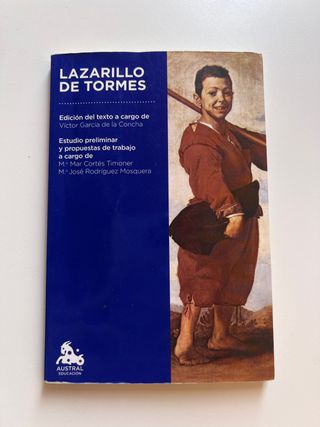 LAZARILLO
DE TORMES
Edición del texto a cargo de
Víctor García de la Concha
Estudio preliminar
y propuestas de trabajo
a cargo de
M.ª Mar Cortés Timoner
M.ª José Rodríguez Mosquera
AUSTRAL
EDUCACIÓN